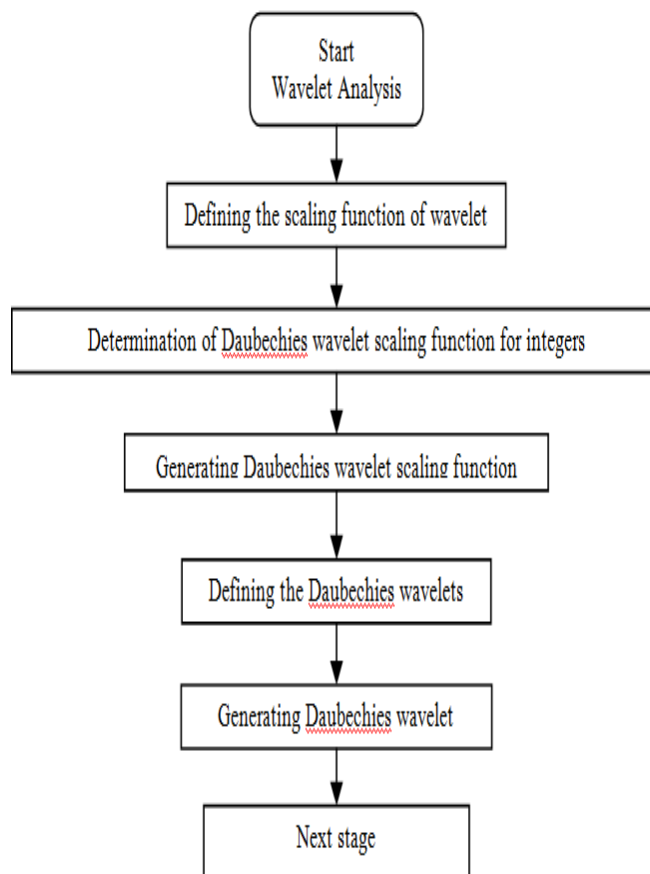 Start
Wavelet Analysis
Defining the scaling function of wavelet
Determination of Daubechies wavelet scaling function for integers
Generating Daubechies wavelet scaling function
Defining the Daubechies wavelets
Generating Daubechies wavelet
Next stage